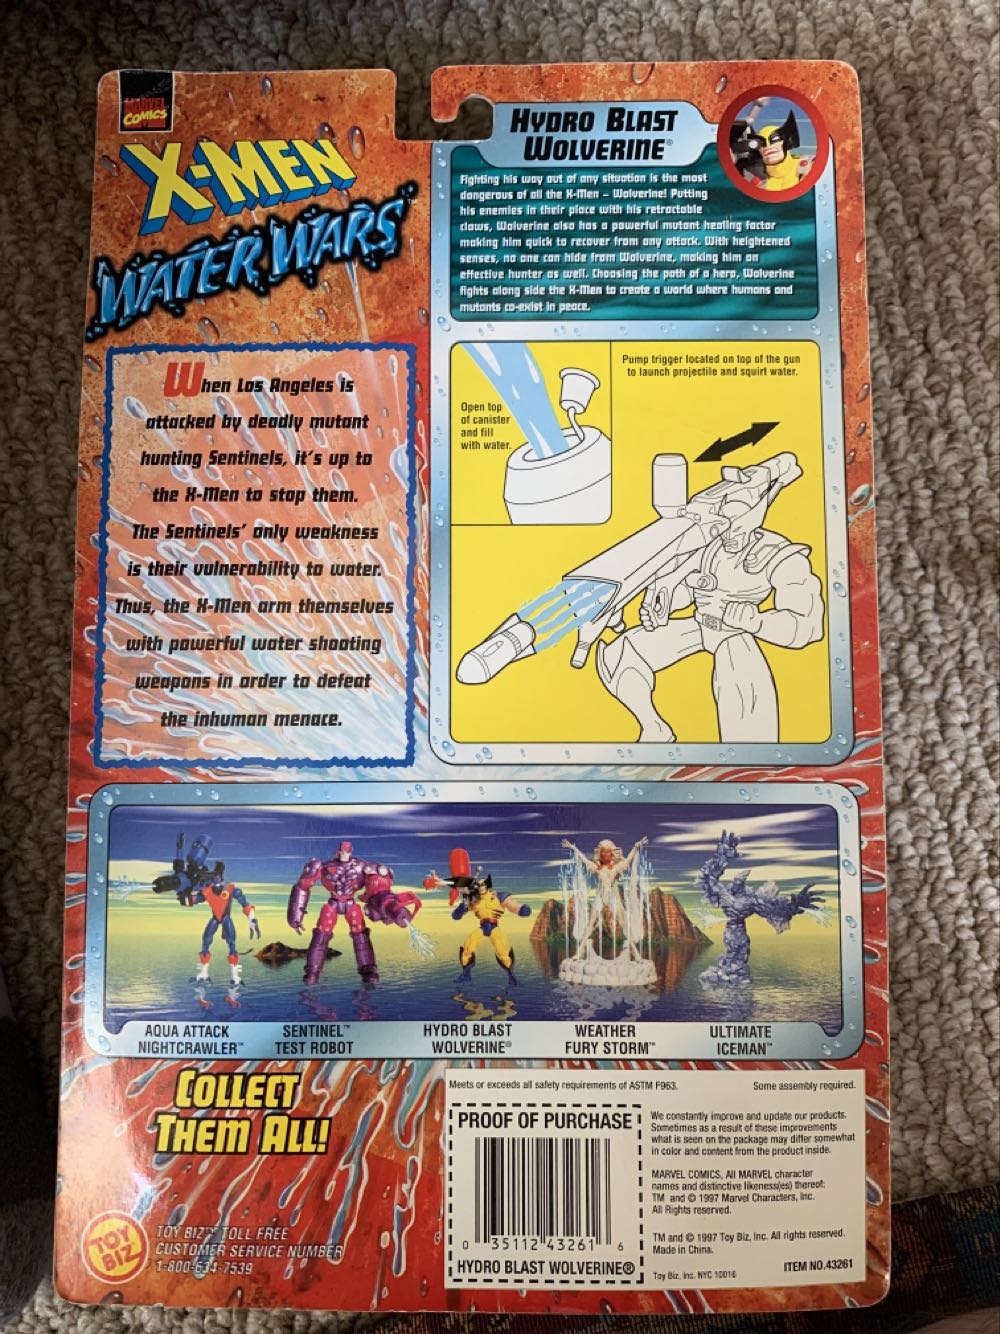 MARVEL
COMICS
X-MEN
WATER WARS™
When Los Angeles is
attacked by deadly mutant
hunting Sentinels, it's up to
the X-Men to stop them.
The Sentinels' only weakness
is their vulnerability to water.
Thus, the X-Men arm themselves
with powerful water shooting
weapons in order to defeat
the inhuman menace.
HYDRO BLAST
WOLVERINE®
Fighting his way out of any situation is the most
dangerous of all the X-Men - Wolverine! Putting
his enemies in their place with his retractable
claws, Wolverine also has a powerful mutant healing factor
making him quick to recover from any attack. With heightened
senses, no one can hide from Wolverine, making him an
effective hunter as well. Choosing the path of a hero, Wolverine
fights along side the X-Men to create a world where humans and
mutants co-exist in peace.
Open top
of canister
and fill
with water.
Pump trigger located on top of the gun
to launch projectile and squirt water.
AQUA ATTACK
NIGHTCRAWLER™
SENTINEL™
TEST ROBOT
HYDRO BLAST
WOLVERINE®
WEATHER
FURY STORM™
ULTIMATE
ICEMAN™
COLLECT
THEM ALL!
TOY
BIZ
TOY BIZ'S TOLL FREE
CUSTOMER SERVICE NUMBER
1-800-634-7539
Meets or exceeds all safety requirements of ASTM F963.
Some assembly required.
PROOF OF PURCHASE
0 35112 43261 6
HYDRO BLAST WOLVERINE®
We constantly improve and update our products.
Sometimes as a result of these improvements
what is seen on the package may differ somewhat
in color and content from the product inside.
MARVEL COMICS, All MARVEL character
names and distinctive likeness(es) thereof:
TM and © 1997 Marvel Characters, Inc.
All Rights reserved.
TM and © 1997 Toy Biz, Inc. All rights reserved.
Made in China.
Toy Biz, Inc. NYC 10016
ITEM NO.43261